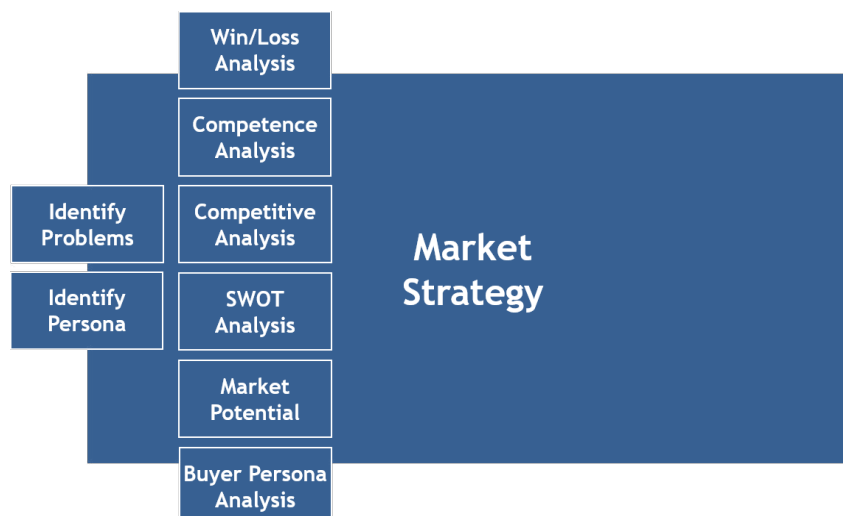 Win/Loss
Analysis
Competence
Analysis
Identify
Problems
Competitive
Analysis
Market
Strategy
Identify
Persona
SWOT
Analysis
Market
Potential
Buyer Persona
Analysis